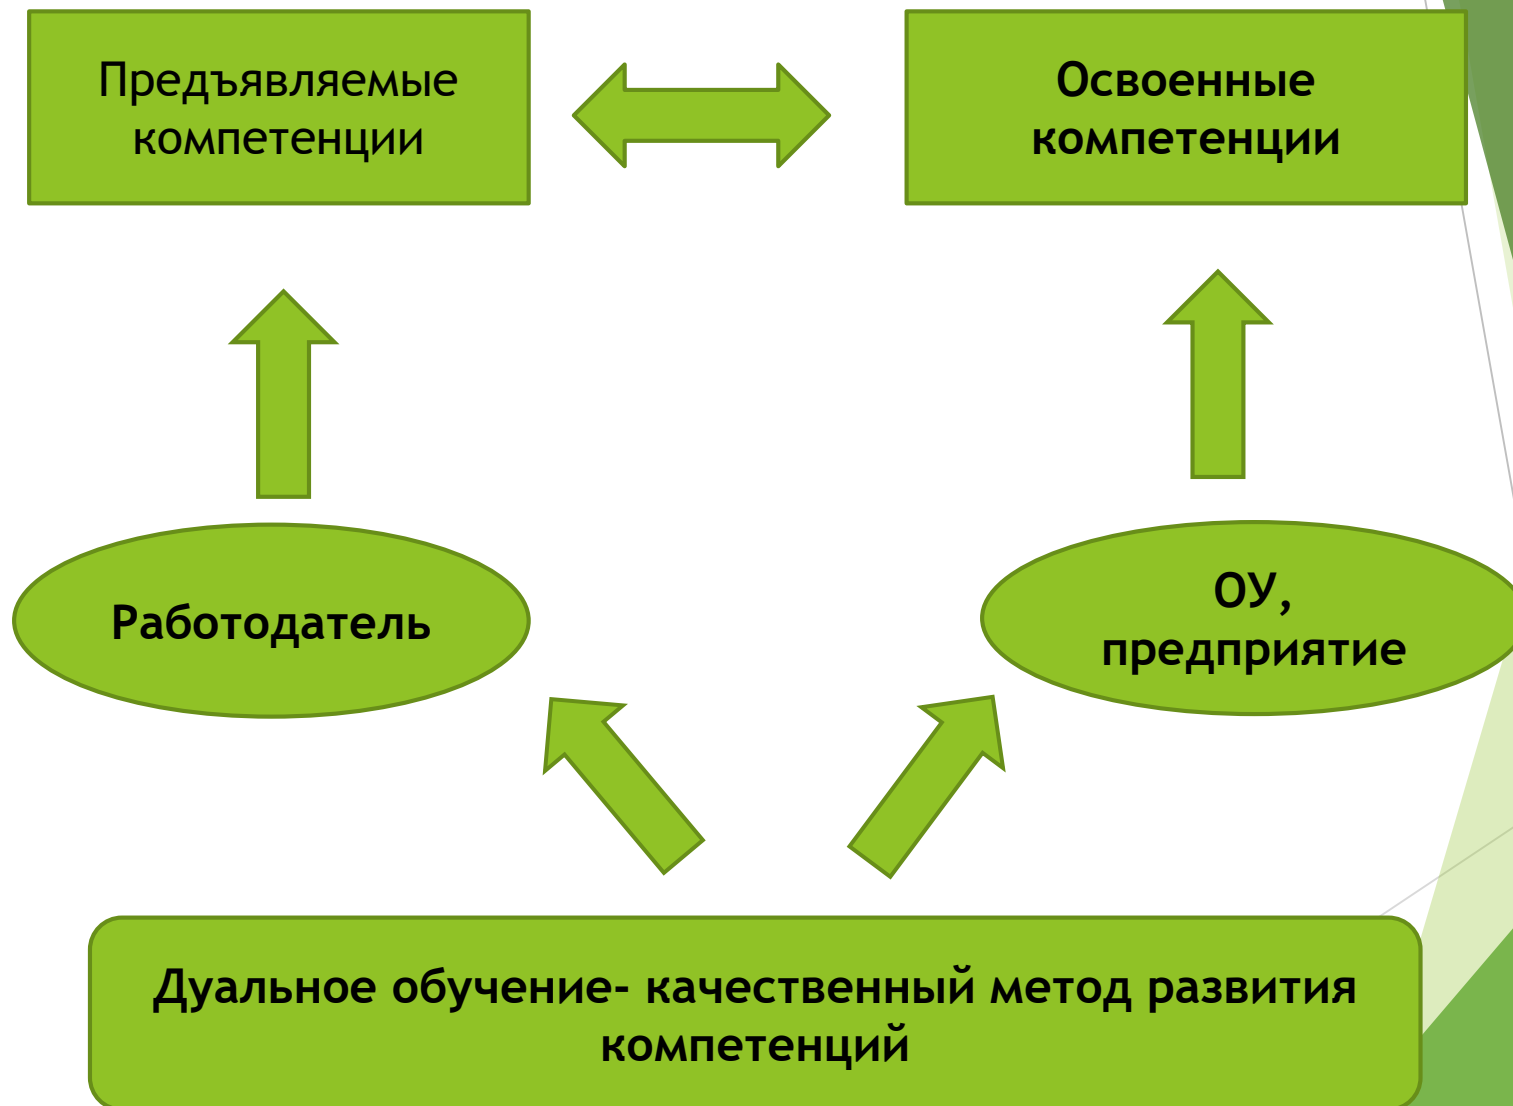 Предъявляемые
компетенции
Освоенные
компетенции
Работодатель
ОУ,
предприятие
Дуальное обучение- качественный метод развития
компетенций